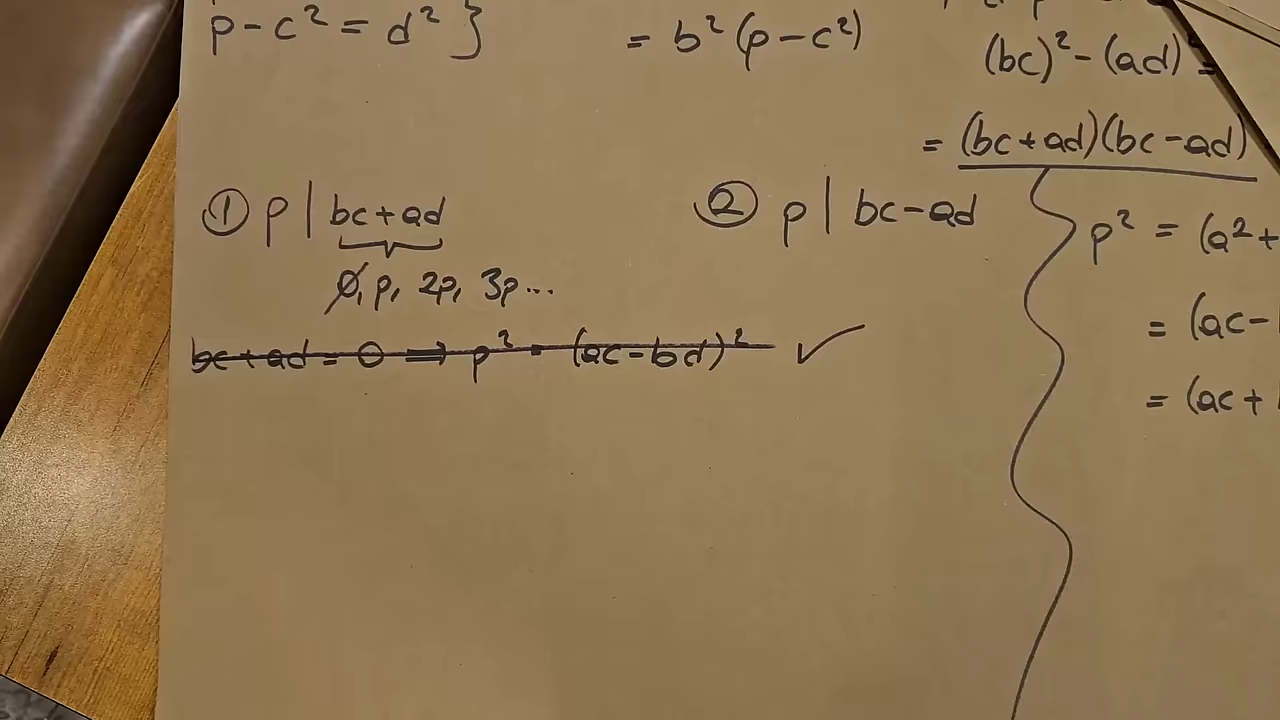 p - c² = d² }
= b² (p - c²)
(bc)² - (ad)² =
= (bc + ad)(bc - ad)
① p | bc + ad
0, p, 2p, 3p ...
bc + ad = 0 ⟹ p² = (ac - bd)² ✓
② p | bc - ad
p² = (a² +
= (ac -
= (ac +